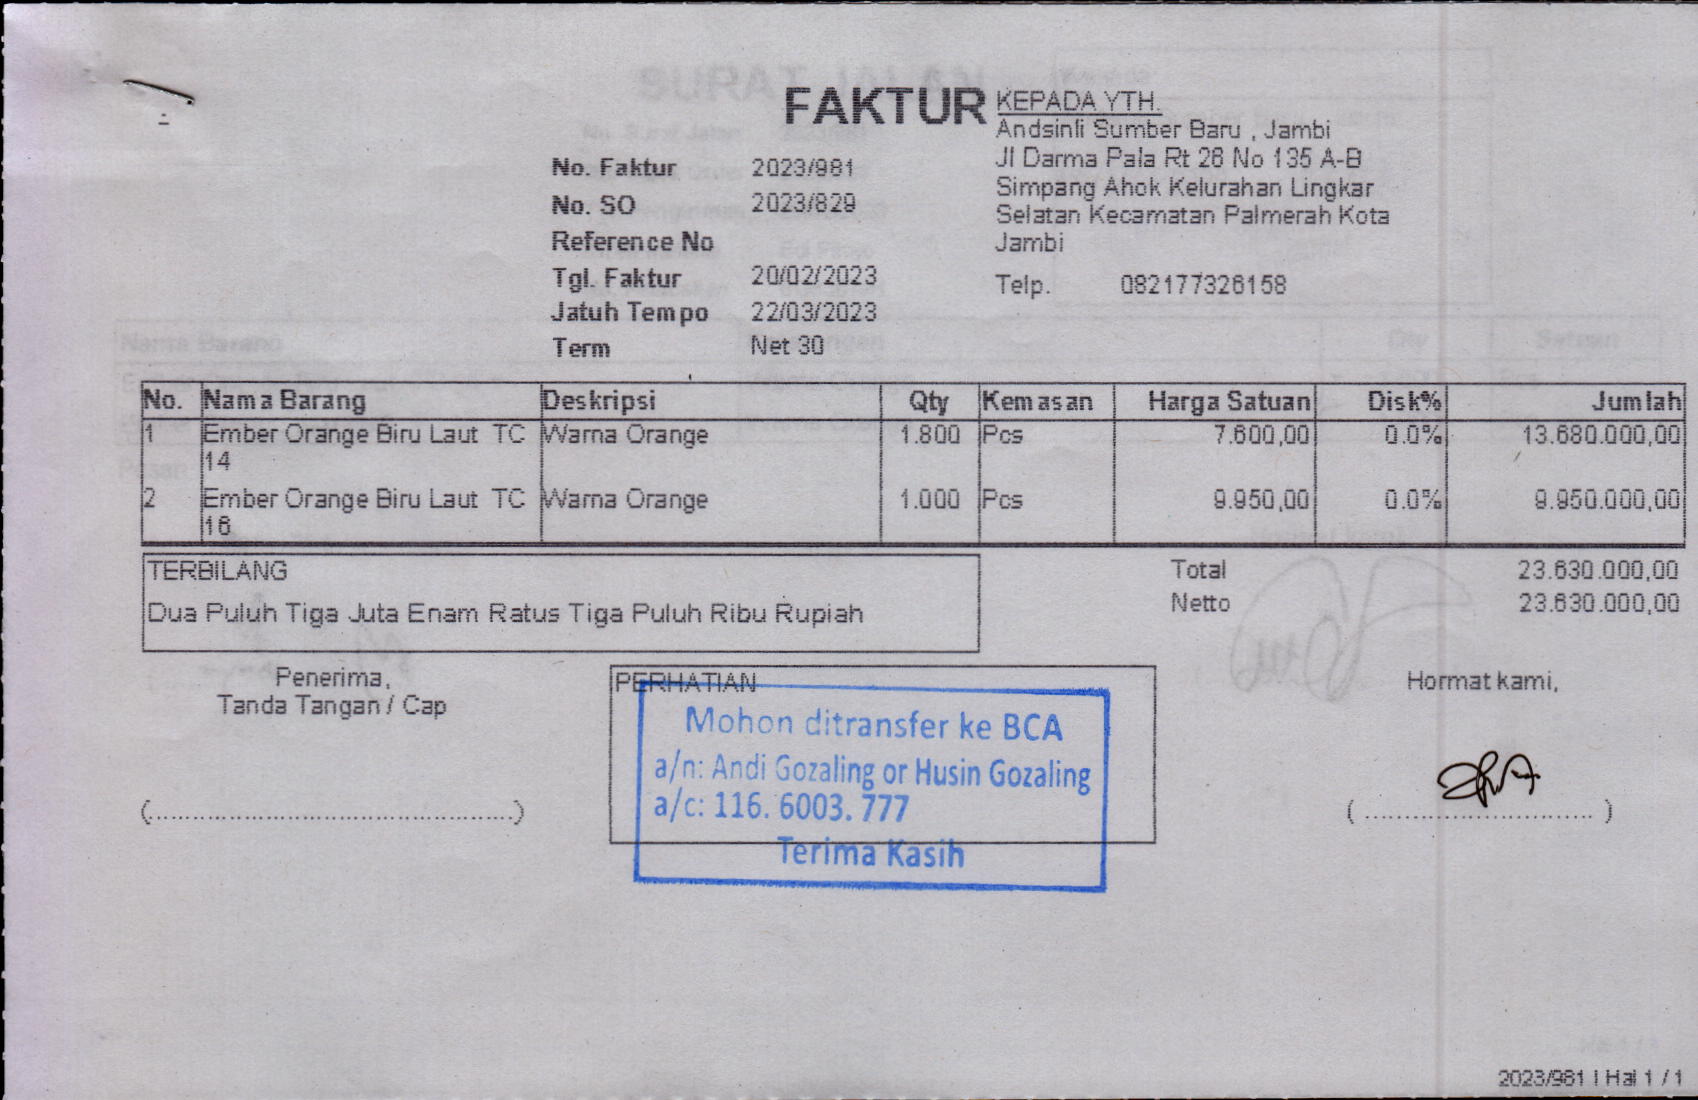 FAKTUR
No. Faktur 2023/981
No. SO 2023/829
Reference No
Tgl. Faktur 20/02/2023
Jatuh Tempo 22/03/2023
Term Net 30
KEPADA YTH.
Andsinli Sumber Baru , Jambi
Jl Darma Pala Rt 26 No 135 A-B
Simpang Ahok Kelurahan Lingkar
Selatan Kecamatan Palmerah Kota
Jambi
Telp. 082177326158
No. Nama Barang Deskripsi Qty Kemasan Harga Satuan Disk% Jumlah
1 Ember Orange Biru Laut TC Warna Orange 1.800 Pcs 7.600,00 0.0% 13.680.000,00
14
2 Ember Orange Biru Laut TC Warna Orange 1.000 Pcs 9.950,00 0.0% 9.950.000,00
16
TERBILANG
Dua Puluh Tiga Juta Enam Ratus Tiga Puluh Ribu Rupiah
Total 23.630.000,00
Netto 23.630.000,00
Penerima,
Tanda Tangan / Cap
(................................................)
PERHATIAN
Mohon ditransfer ke BCA
a/n: Andi Gozaling or Husin Gozaling
a/c: 116. 6003. 777
Terima Kasih
Hormat kami,
( .............................. )
2023/981 | Hal 1 / 1